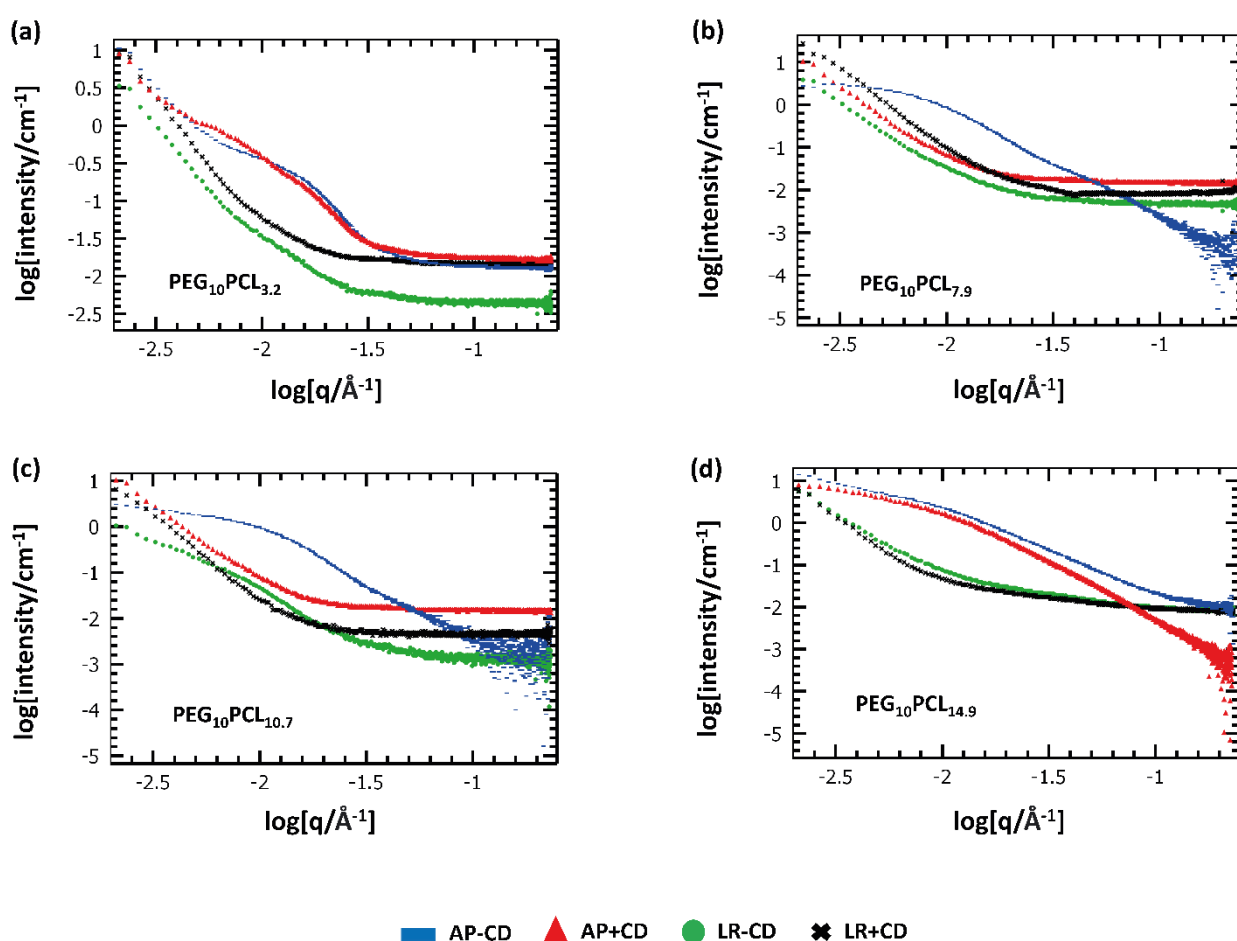 (a)
1
0.5
0
-0.5
-1
-1.5
-2
-2.5
log[intensity/cm⁻¹]
PEG₁₀PCL₃.₂
-2.5 -2 -1.5 -1
log[q/Å⁻¹]
(b)
1
0
-1
-2
-3
-4
-5
log[intensity/cm⁻¹]
PEG₁₀PCL₇.₉
-2.5 -2 -1.5 -1
log[q/Å⁻¹]
(c)
1
0
-1
-2
-3
-4
-5
log[intensity/cm⁻¹]
PEG₁₀PCL₁₀.₇
-2.5 -2 -1.5 -1
log[q/Å⁻¹]
(d)
1
0
-1
-2
-3
-4
-5
log[intensity/cm⁻¹]
PEG₁₀PCL₁₄.₉
-2.5 -2 -1.5 -1
log[q/Å⁻¹]
AP-CD AP+CD LR-CD LR+CD